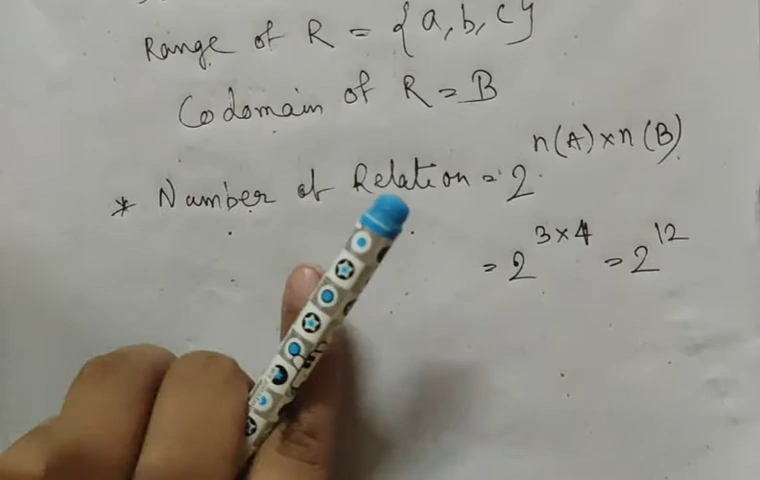 Range of R = {a, b, c}
Codomain of R = B
* Number of Relation = 2^{n(A)×n(B)}
= 2^{3×4} = 2^{12}